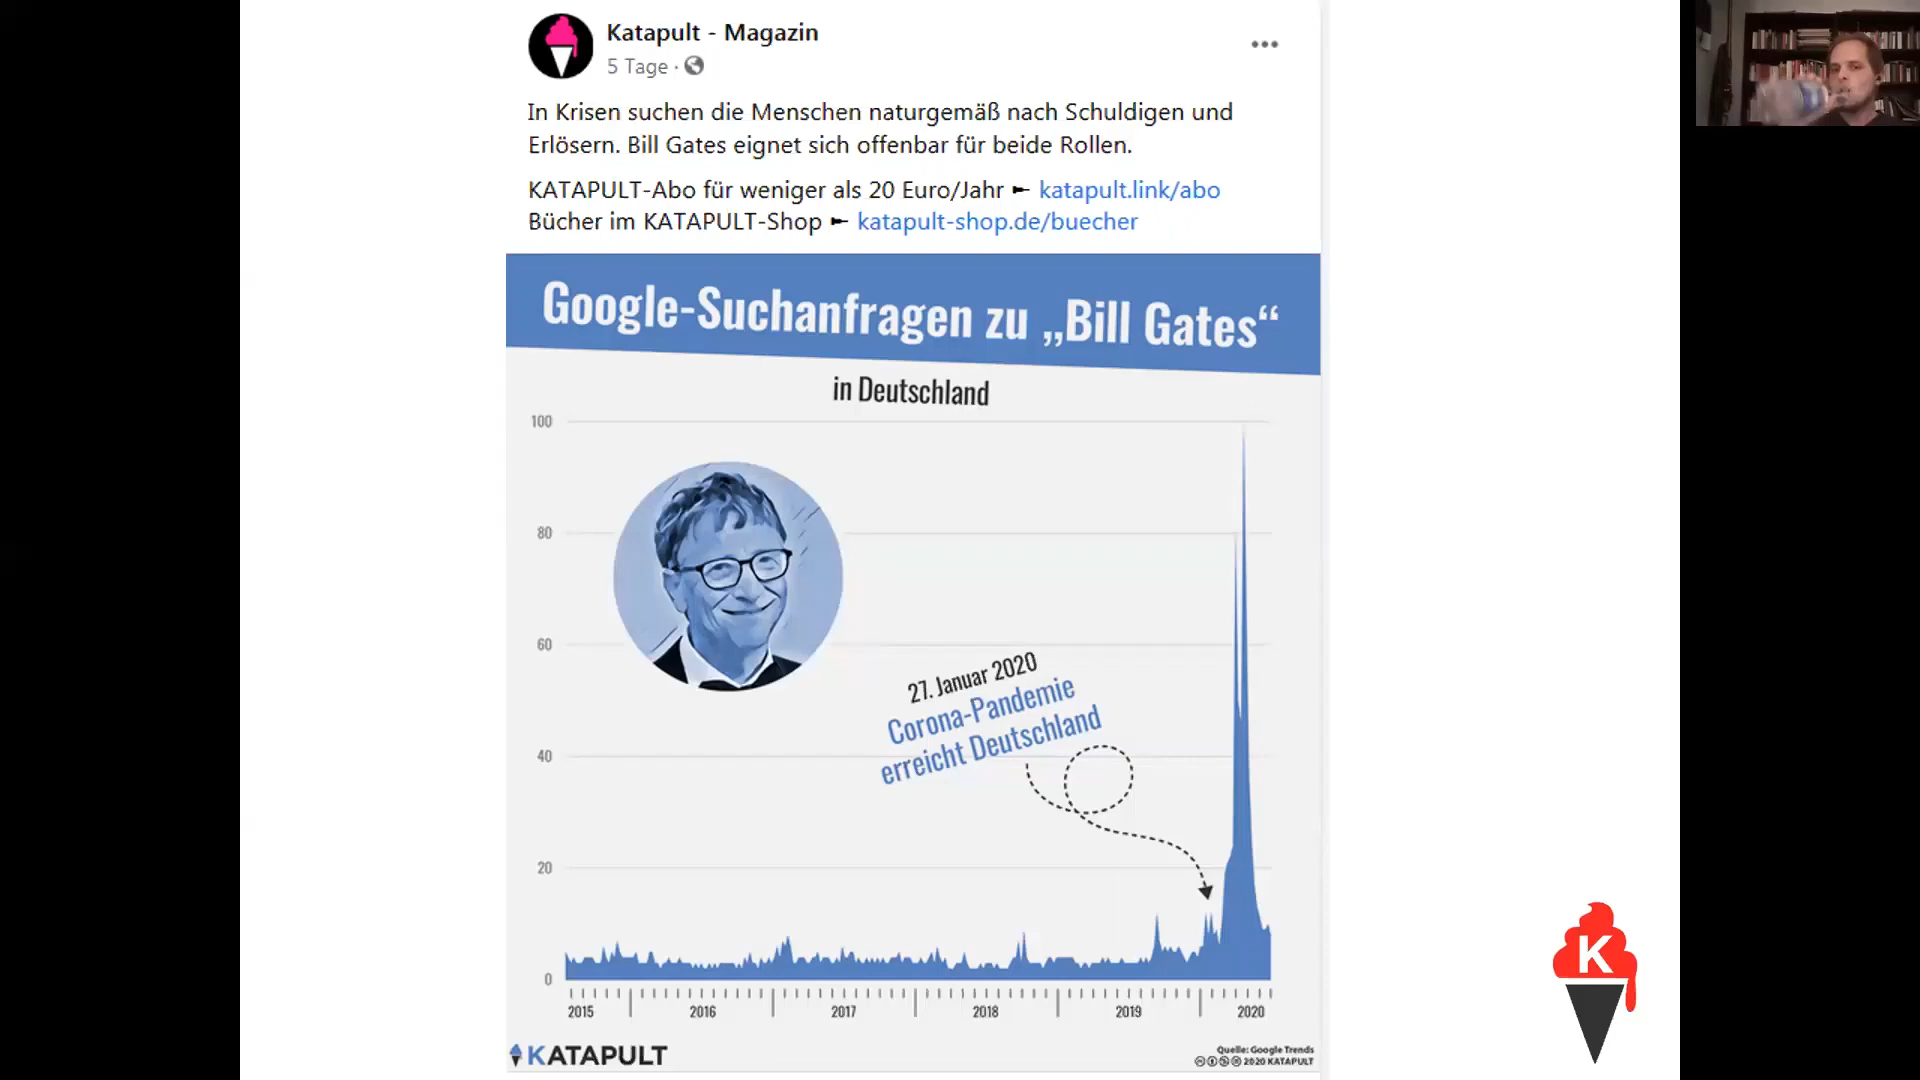 Katapult - Magazin
5 Tage ·
In Krisen suchen die Menschen naturgemäß nach Schuldigen und
Erlösern. Bill Gates eignet sich offenbar für beide Rollen.
KATAPULT-Abo für weniger als 20 Euro/Jahr ► katapult.link/abo
Bücher im KATAPULT-Shop ► katapult-shop.de/buecher
Google-Suchanfragen zu „Bill Gates“
in Deutschland
100
80
60
40
20
0
27. Januar 2020
Corona-Pandemie
erreicht Deutschland
2015 2016 2017 2018 2019 2020
KATAPULT
Quelle: Google Trends
2020 KATAPULT
K